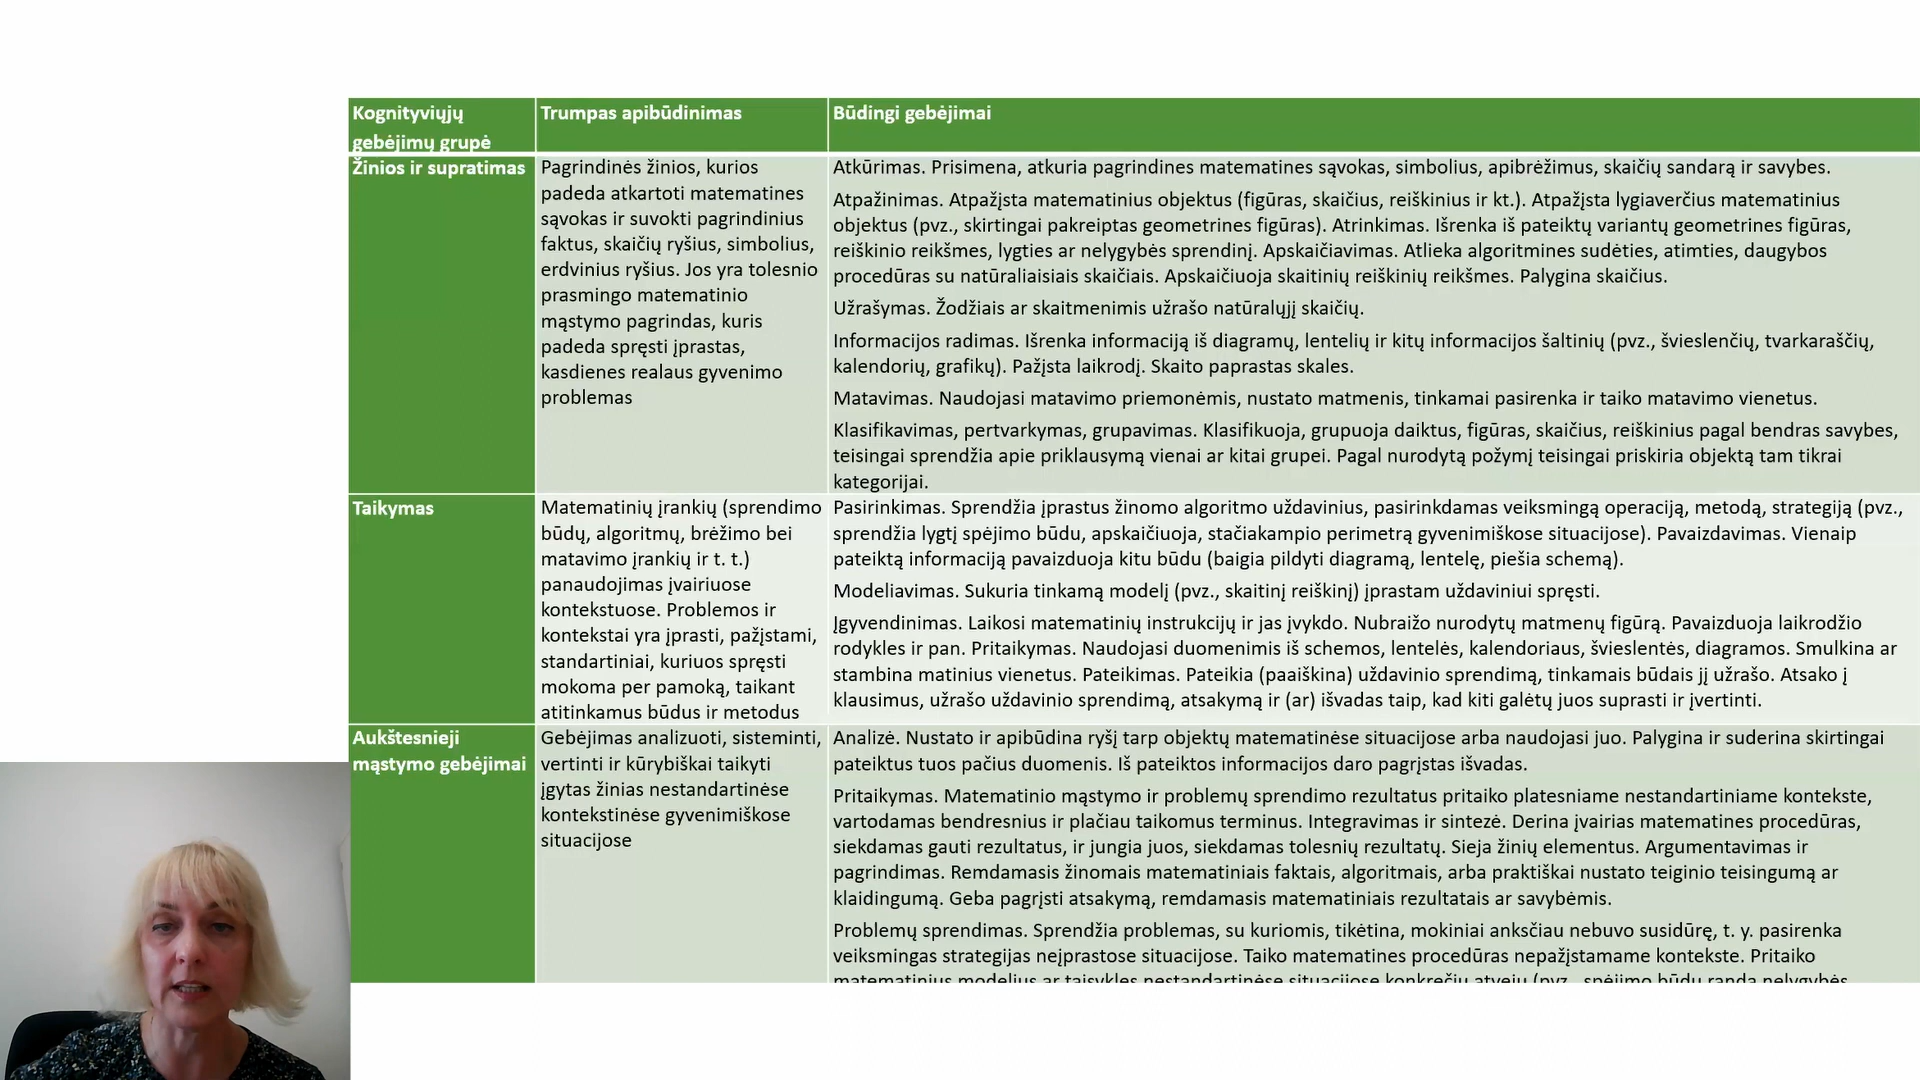 Kognityviųjų
gebėjimų grupė
Trumpas apibūdinimas
Būdingi gebėjimai
Žinios ir supratimas
Pagrindinės žinios, kurios
padeda atkartoti matematines
sąvokas ir suvokti pagrindinius
faktus, skaičių ryšius, simbolius,
erdvinius ryšius. Jos yra tolesnio
prasmingo matematinio
mąstymo pagrindas, kuris
padeda spręsti įprastas,
kasdienes realaus gyvenimo
problemas
Atkūrimas. Prisimena, atkuria pagrindines matematines sąvokas, simbolius, apibrėžimus, skaičių sandarą ir savybes.
Atpažinimas. Atpažįsta matematinius objektus (figūras, skaičius, reiškinius ir kt.). Atpažįsta lygiaverčius matematinius
objektus (pvz., skirtingai pakreiptas geometrines figūras). Atrinkimas. Išrenka iš pateiktų variantų geometrines figūras,
reiškinio reikšmes, lygties ar nelygybės sprendinį. Apskaičiavimas. Atlieka algoritmines sudėties, atimties, daugybos
procedūras su natūraliaisiais skaičiais. Apskaičiuoja skaitinių reiškinių reikšmes. Palygina skaičius.
Užrašymas. Žodžiais ar skaitmenimis užrašo natūralųjį skaičių.
Informacijos radimas. Išrenka informaciją iš diagramų, lentelių ir kitų informacijos šaltinių (pvz., švieslenčių, tvarkaraščių,
kalendorių, grafikų). Pažįsta laikrodį. Skaito paprastas skales.
Matavimas. Naudojasi matavimo priemonėmis, nustato matmenis, tinkamai pasirenka ir taiko matavimo vienetus.
Klasifikavimas, pertvarkymas, grupavimas. Klasifikuoja, grupuoja daiktus, figūras, skaičius, reiškinius pagal bendras savybes,
teisingai sprendžia apie priklausymą vienai ar kitai grupei. Pagal nurodytą požymį teisingai priskiria objektą tam tikrai
kategorijai.
Taikymas
Matematinių įrankių (sprendimo
būdų, algoritmų, brėžimo bei
matavimo įrankių ir t. t.)
panaudojimas įvairiuose
kontekstuose. Problemos ir
kontekstai yra įprasti, pažįstami,
standartiniai, kuriuos spręsti
mokoma per pamoką, taikant
atitinkamus būdus ir metodus
Pasirinkimas. Sprendžia įprastus žinomo algoritmo uždavinius, pasirinkdamas veiksmingą operaciją, metodą, strategiją (pvz.,
sprendžia lygtį spėjimo būdu, apskaičiuoja, stačiakampio perimetrą gyvenimiškose situacijose). Pavaizdavimas. Vienaip
pateiktą informaciją pavaizduoja kitu būdu (baigia pildyti diagramą, lentelę, piešia schemą).
Modeliavimas. Sukuria tinkamą modelį (pvz., skaitinį reiškinį) įprastam uždaviniui spręsti.
Įgyvendinimas. Laikosi matematinių instrukcijų ir jas įvykdo. Nubraižo nurodytų matmenų figūrą. Pavaizduoja laikrodžio
rodykles ir pan. Pritaikymas. Naudojasi duomenimis iš schemos, lentelės, kalendoriaus, švieslentės, diagramos. Smulkina ar
stambina matinius vienetus. Pateikimas. Pateikia (paaiškina) uždavinio sprendimą, tinkamais būdais jį užrašo. Atsako į
klausimus, užrašo uždavinio sprendimą, atsakymą ir (ar) išvadas taip, kad kiti galėtų juos suprasti ir įvertinti.
Aukštesnieji
mąstymo gebėjimai
Gebėjimas analizuoti, sisteminti,
vertinti ir kūrybiškai taikyti
įgytas žinias nestandartinėse
kontekstinėse gyvenimiškose
situacijose
Analizė. Nustato ir apibūdina ryšį tarp objektų matematinėse situacijose arba naudojasi juo. Palygina ir suderina skirtingai
pateiktus tuos pačius duomenis. Iš pateiktos informacijos daro pagrįstas išvadas.
Pritaikymas. Matematinio mąstymo ir problemų sprendimo rezultatus pritaiko platesniame nestandartiniame kontekste,
vartodamas bendresnius ir plačiau taikomus terminus. Integravimas ir sintezė. Derina įvairias matematines procedūras,
siekdamas gauti rezultatus, ir jungia juos, siekdamas tolesnių rezultatų. Sieja žinių elementus. Argumentavimas ir
pagrindimas. Remdamasis žinomais matematiniais faktais, algoritmais, arba praktiškai nustato teiginio teisingumą ar
klaidingumą. Geba pagrįsti atsakymą, remdamasis matematiniais rezultatais ar savybėmis.
Problemų sprendimas. Sprendžia problemas, su kuriomis, tikėtina, mokiniai anksčiau nebuvo susidūrę, t. y. pasirenka
veiksmingas strategijas neįprastose situacijose. Taiko matematines procedūras nepažįstamame kontekste. Pritaiko
matematinius modelius ar taisykles nestandartinėse situacijose konkrečiu atveju (pvz., spėjimo būdu randa nelygybės